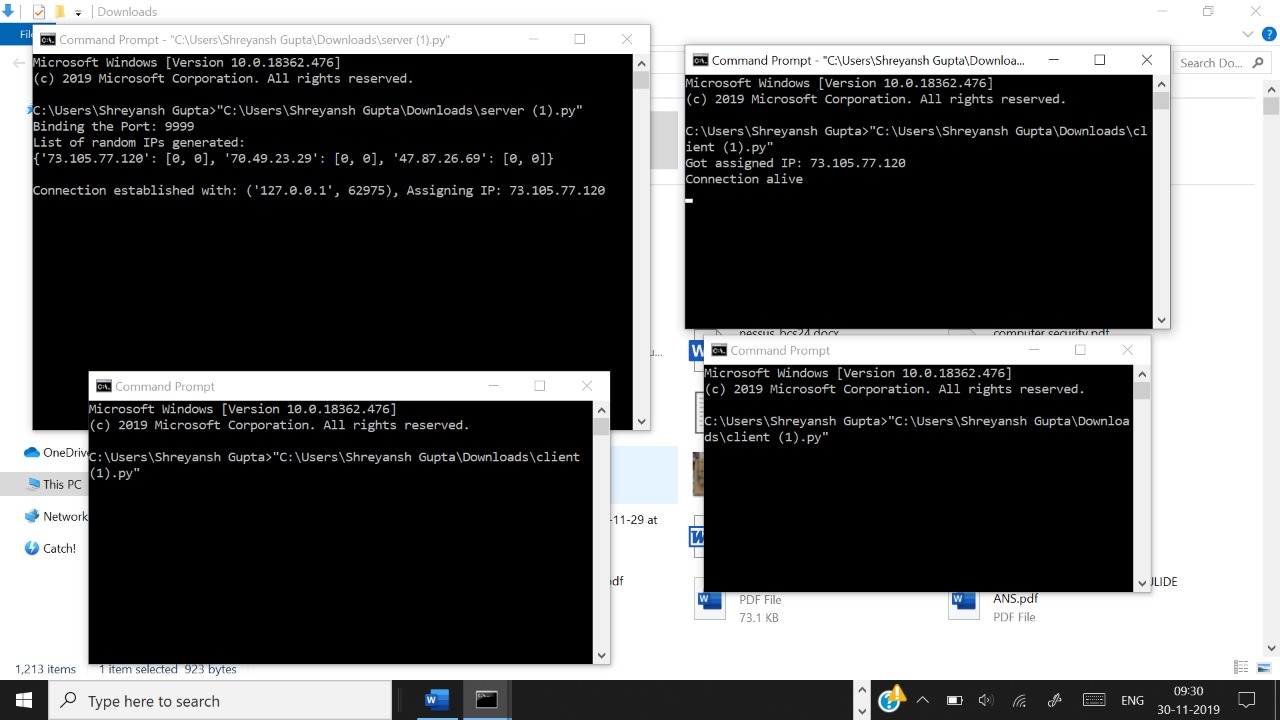 Downloads
Fil
Command Prompt - "C:\Users\Shreyansh Gupta\Downloads\server (1).py"
Microsoft Windows [Version 10.0.18362.476]
(c) 2019 Microsoft Corporation. All rights reserved.
C:\Users\Shreyansh Gupta>"C:\Users\Shreyansh Gupta\Downloads\server (1).py"
Binding the Port: 9999
List of random IPs generated:
{'73.105.77.120': [0, 0], '70.49.23.29': [0, 0], '47.87.26.69': [0, 0]}
Connection established with: ('127.0.0.1', 62975), Assigning IP: 73.105.77.120
Command Prompt - "C:\Users\Shreyansh Gupta\Downloa...
Search Do...
Microsoft Windows [Version 10.0.18362.476]
(c) 2019 Microsoft Corporation. All rights reserved.
C:\Users\Shreyansh Gupta>"C:\Users\Shreyansh Gupta\Downloads\cl
ient (1).py"
Got assigned IP: 73.105.77.120
Connection alive
nessus_bcs24.docx
computer security.pdf
u...
Command Prompt
Microsoft Windows [Version 10.0.18362.476]
(c) 2019 Microsoft Corporation. All rights reserved.
C:\Users\Shreyansh Gupta>"C:\Users\Shreyansh Gupta\Downloads\client
(1).py"
Command Prompt
Microsoft Windows [Version 10.0.18362.476]
(c) 2019 Microsoft Corporation. All rights reserved.
C:\Users\Shreyansh Gupta>"C:\Users\Shreyansh Gupta\Downloa
ds\client (1).py"
OneDriv
This PC
Network
Catch!
-11-29 at
df
PDF File
73.1 KB
ULIDE
ANS.pdf
PDF File
1,213 items
1 item selected 923 bytes
Type here to search
ENG
09:30
30-11-2019